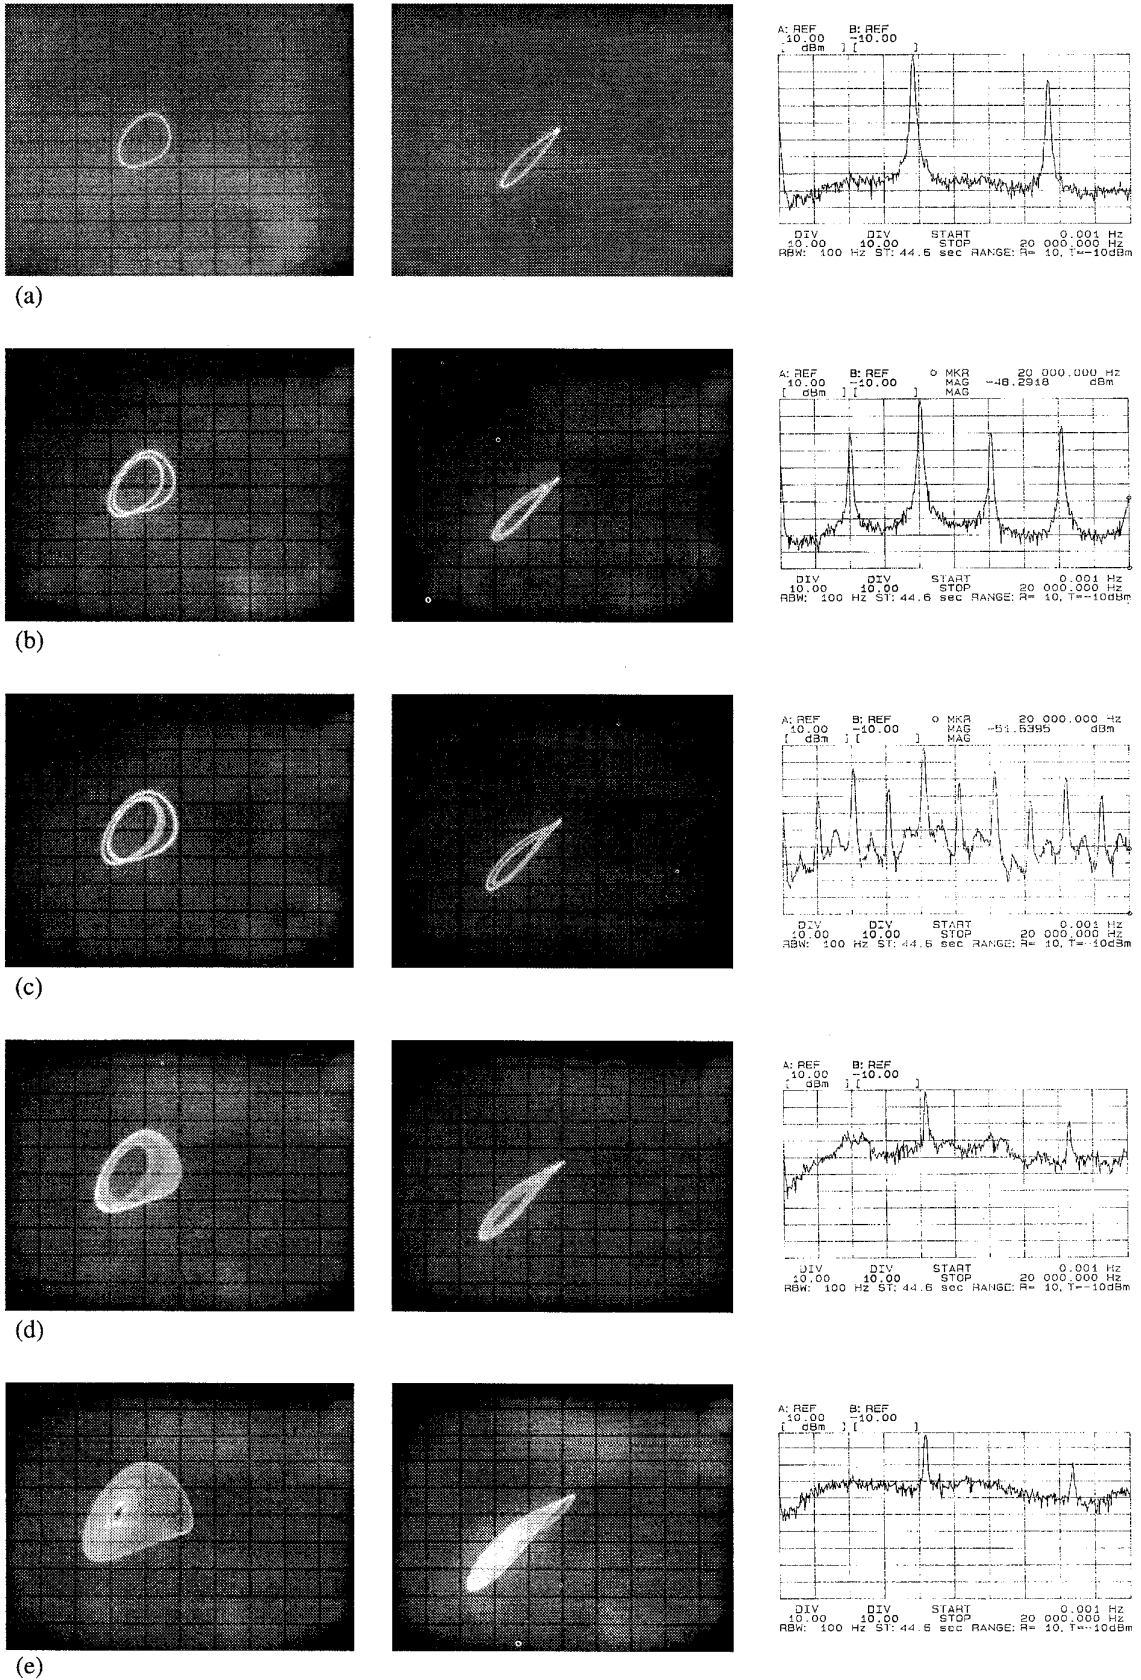 A: REF B: REF
10.00 -10.00
[ dBm ] [ ]
DIV DIV START 0.001 Hz
10.00 10.00 STOP 20 000.000 Hz
RBW: 100 Hz ST: 44.6 sec RANGE: R= 10, T=-10dBm
(a)
A: REF B: REF o MKR 20 000.000 Hz
10.00 -10.00 MAG -48.2918 dBm
[ dBm ] [ ] MAG
DIV DIV START 0.001 Hz
10.00 10.00 STOP 20 000.000 Hz
RBW: 100 Hz ST: 44.6 sec RANGE: R= 10, T=-10dBm
(b)
A: REF B: REF o MKR 20 000.000 Hz
10.00 -10.00 MAG -51.6395 dBm
[ dBm ] [ ] MAG
DIV DIV START 0.001 Hz
10.00 10.00 STOP 20 000.000 Hz
RBW: 100 Hz ST: 44.6 sec RANGE: R= 10, T=-10dBm
(c)
A: REF B: REF
10.00 -10.00
[ dBm ] [ ]
DIV DIV START 0.001 Hz
10.00 10.00 STOP 20 000.000 Hz
RBW: 100 Hz ST: 44.6 sec RANGE: R= 10, T=-10dBm
(d)
A: REF B: REF
10.00 -10.00
[ dBm ] [ ]
DIV DIV START 0.001 Hz
10.00 10.00 STOP 20 000.000 Hz
RBW: 100 Hz ST: 44.6 sec RANGE: R= 10, T=-10dBm
(e)